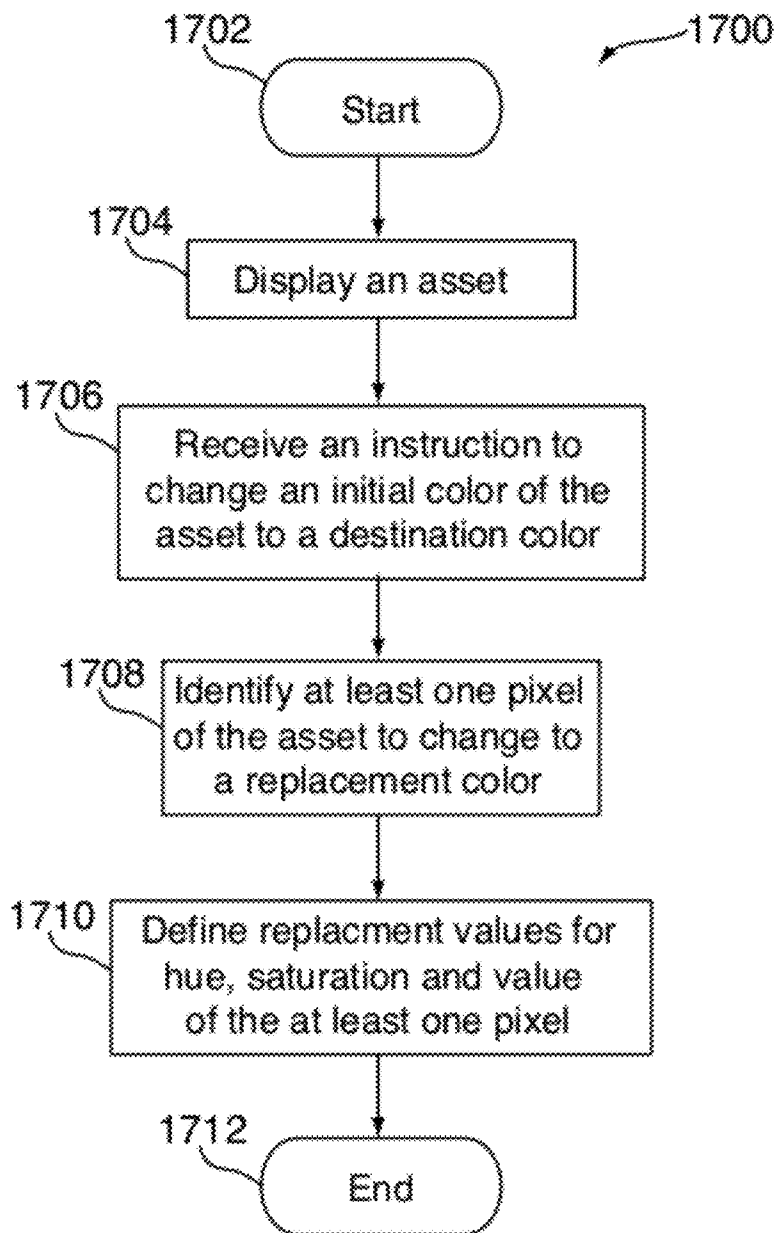 1702
1700
Start
1704
Display an asset
1706
Receive an instruction to
change an initial color of the
asset to a destination color
1708
Identify at least one pixel
of the asset to change to
a replacement color
1710
Define replacment values for
hue, saturation and value
of the at least one pixel
1712
End